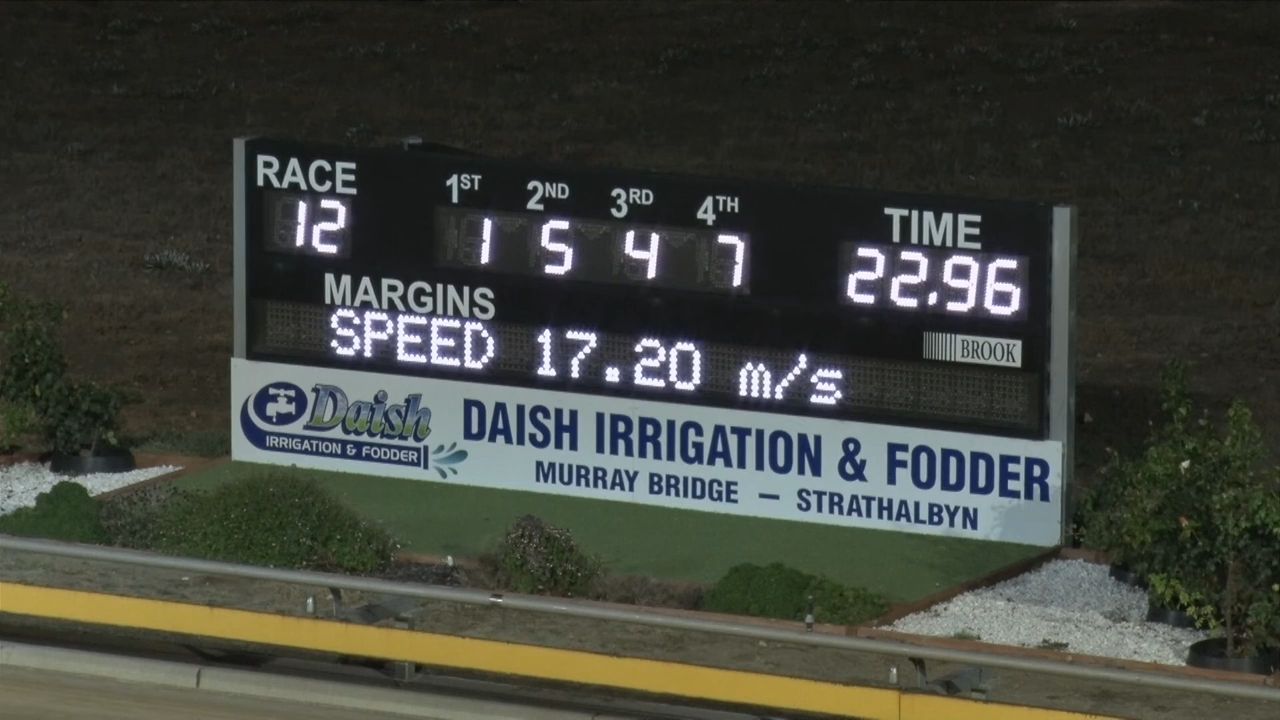 RACE 1ST 2ND 3RD 4TH TIME
12 1 5 4 7 22.96
MARGINS
SPEED 17.20 m/s
BROOK
Daish
IRRIGATION & FODDER
DAISH IRRIGATION & FODDER
MURRAY BRIDGE – STRATHALBYN